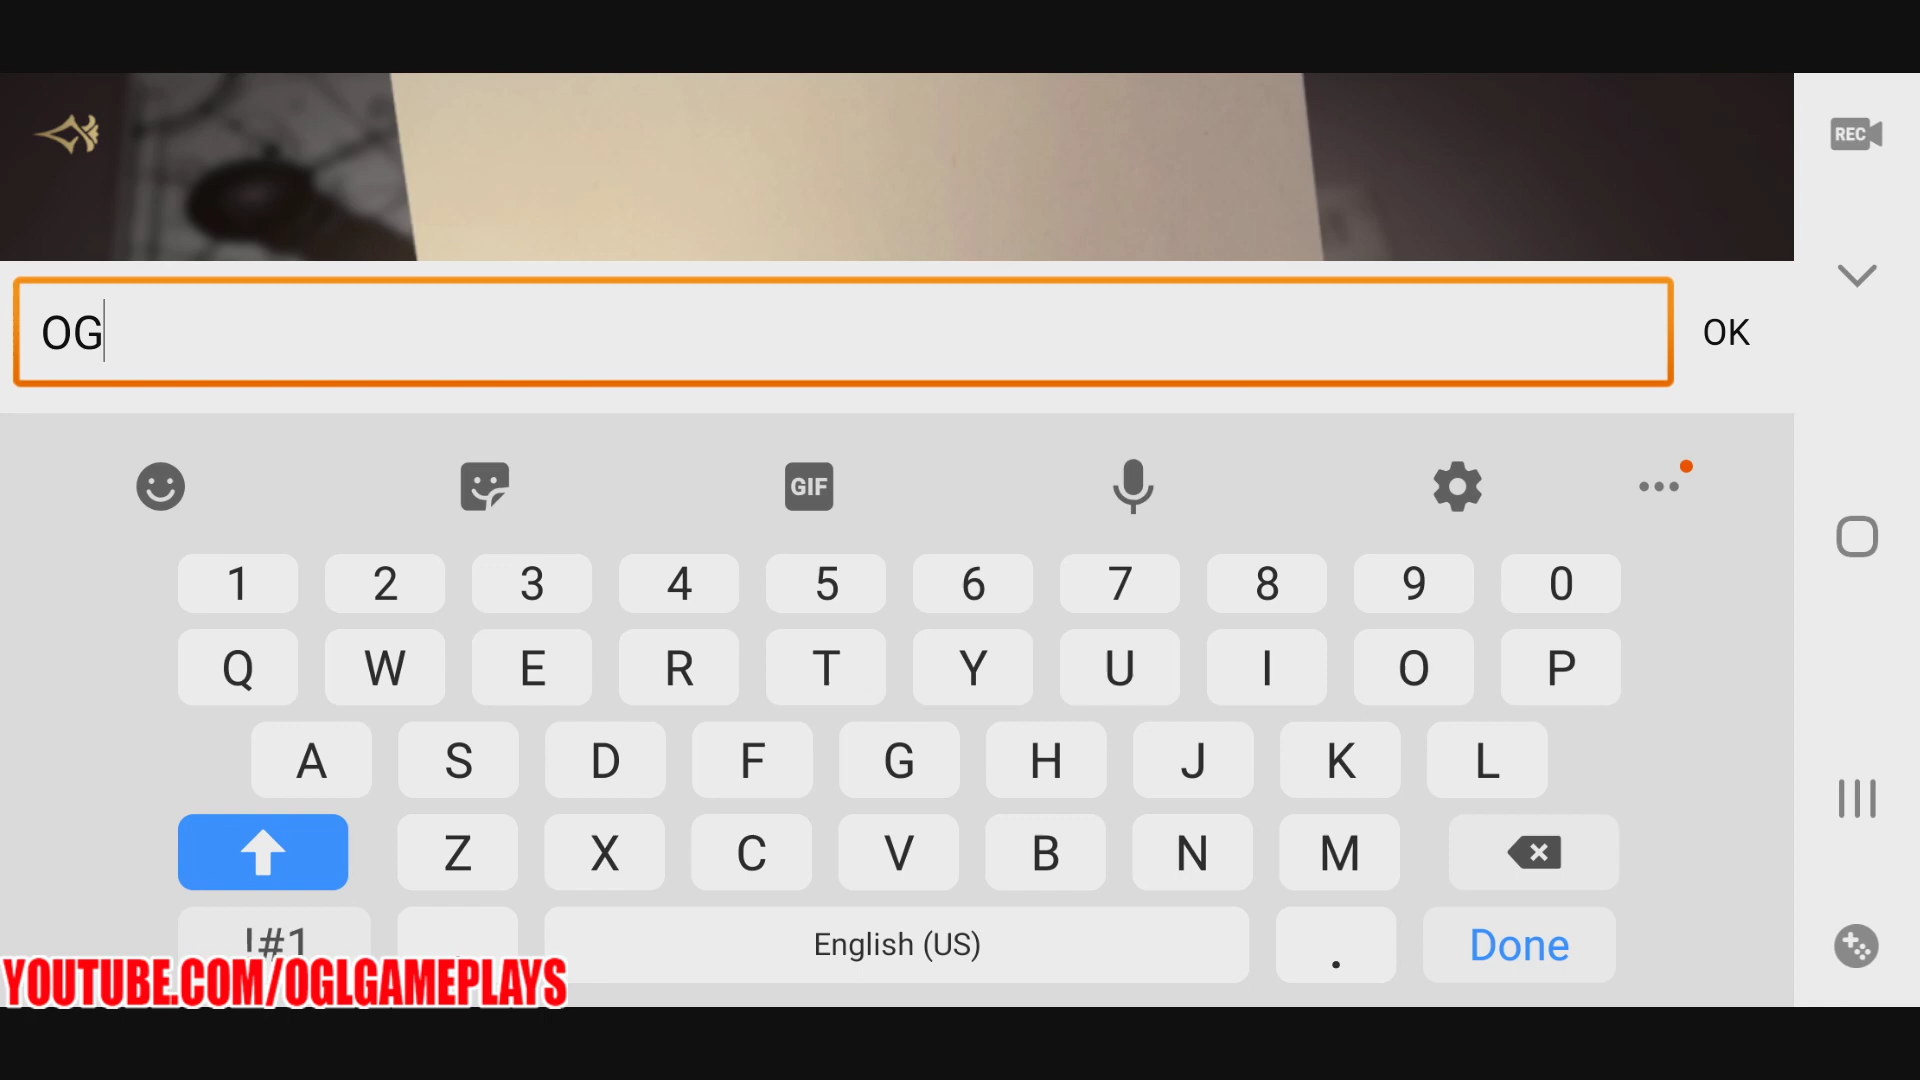 REC
OG
OK
GIF
1 2 3 4 5 6 7 8 9 0
Q W E R T Y U I O P
A S D F G H J K L
Z X C V B N M
!#1 English (US) . Done
YOUTUBE.COM/OGLGAMEPLAYS